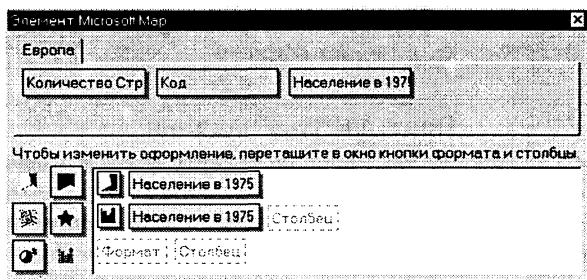 Элемент Microsoft Map
Европа
Количество Стр Код Население в 197
Чтобы изменить оформление, перетащите в окно кнопки формата и столбцы.
Население в 1975
Население в 1975 Столбец
Формат Столбец